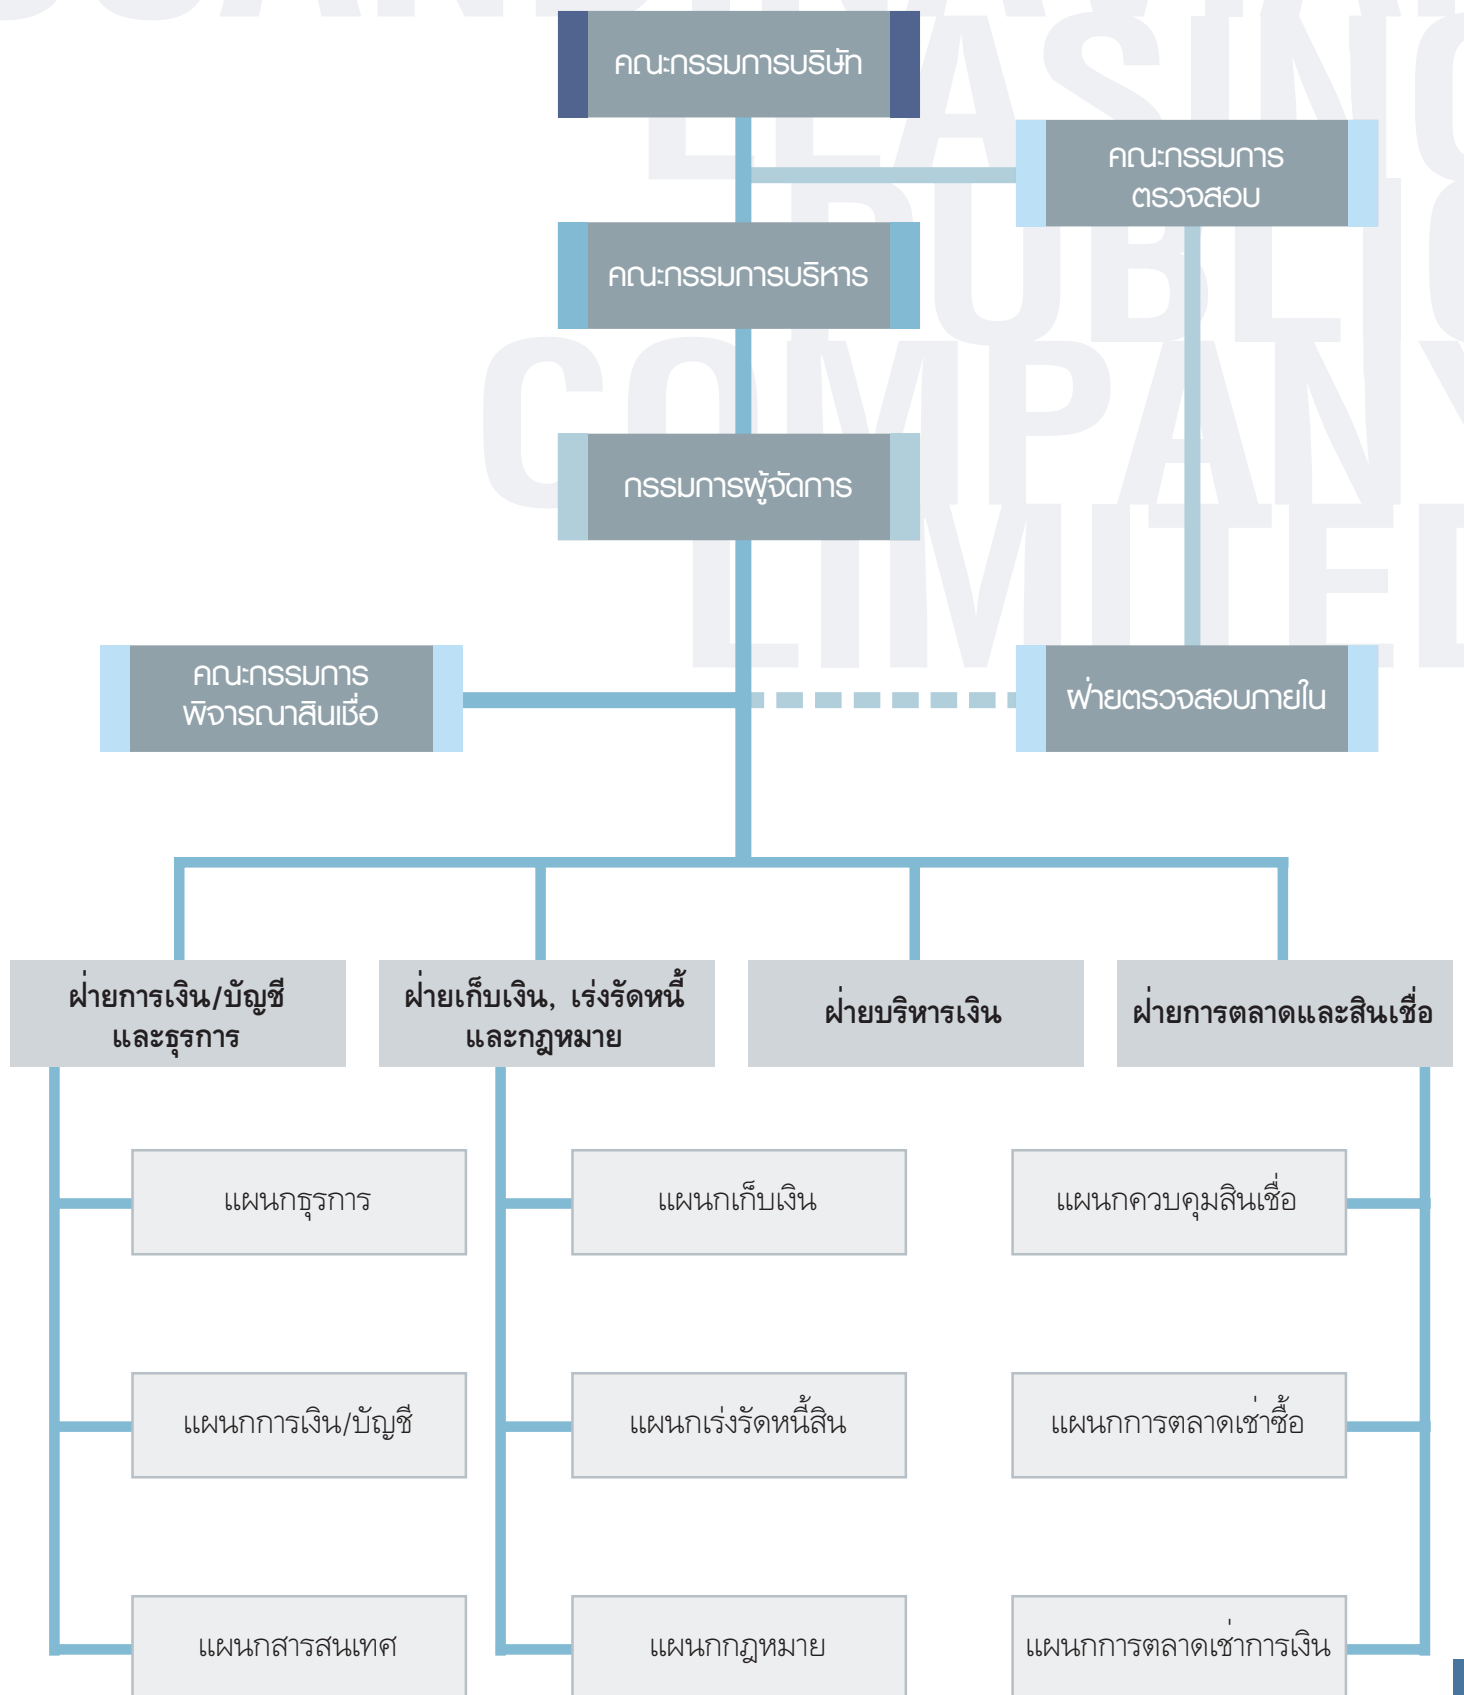 SCANDINAVIAN
LEASING
PUBLIC
COMPANY
LIMITED
คณะกรรมการบริษัท
คณะกรรมการ
ตรวจสอบ
คณะกรรมการบริหาร
กรรมการผู้จัดการ
คณะกรรมการ
พิจารณาสินเชื่อ
ฝ่ายตรวจสอบภายใน
ฝ่ายการเงิน/บัญชี
และธุรการ
ฝ่ายเก็บเงิน, เร่งรัดหนี้
และกฎหมาย
ฝ่ายบริหารเงิน
ฝ่ายการตลาดและสินเชื่อ
แผนกธุรการ
แผนกเก็บเงิน
แผนกควบคุมสินเชื่อ
แผนกการเงิน/บัญชี
แผนกเร่งรัดหนี้สิน
แผนกการตลาดเช่าซื้อ
แผนกสารสนเทศ
แผนกกฎหมาย
แผนกการตลาดเช่าการเงิน